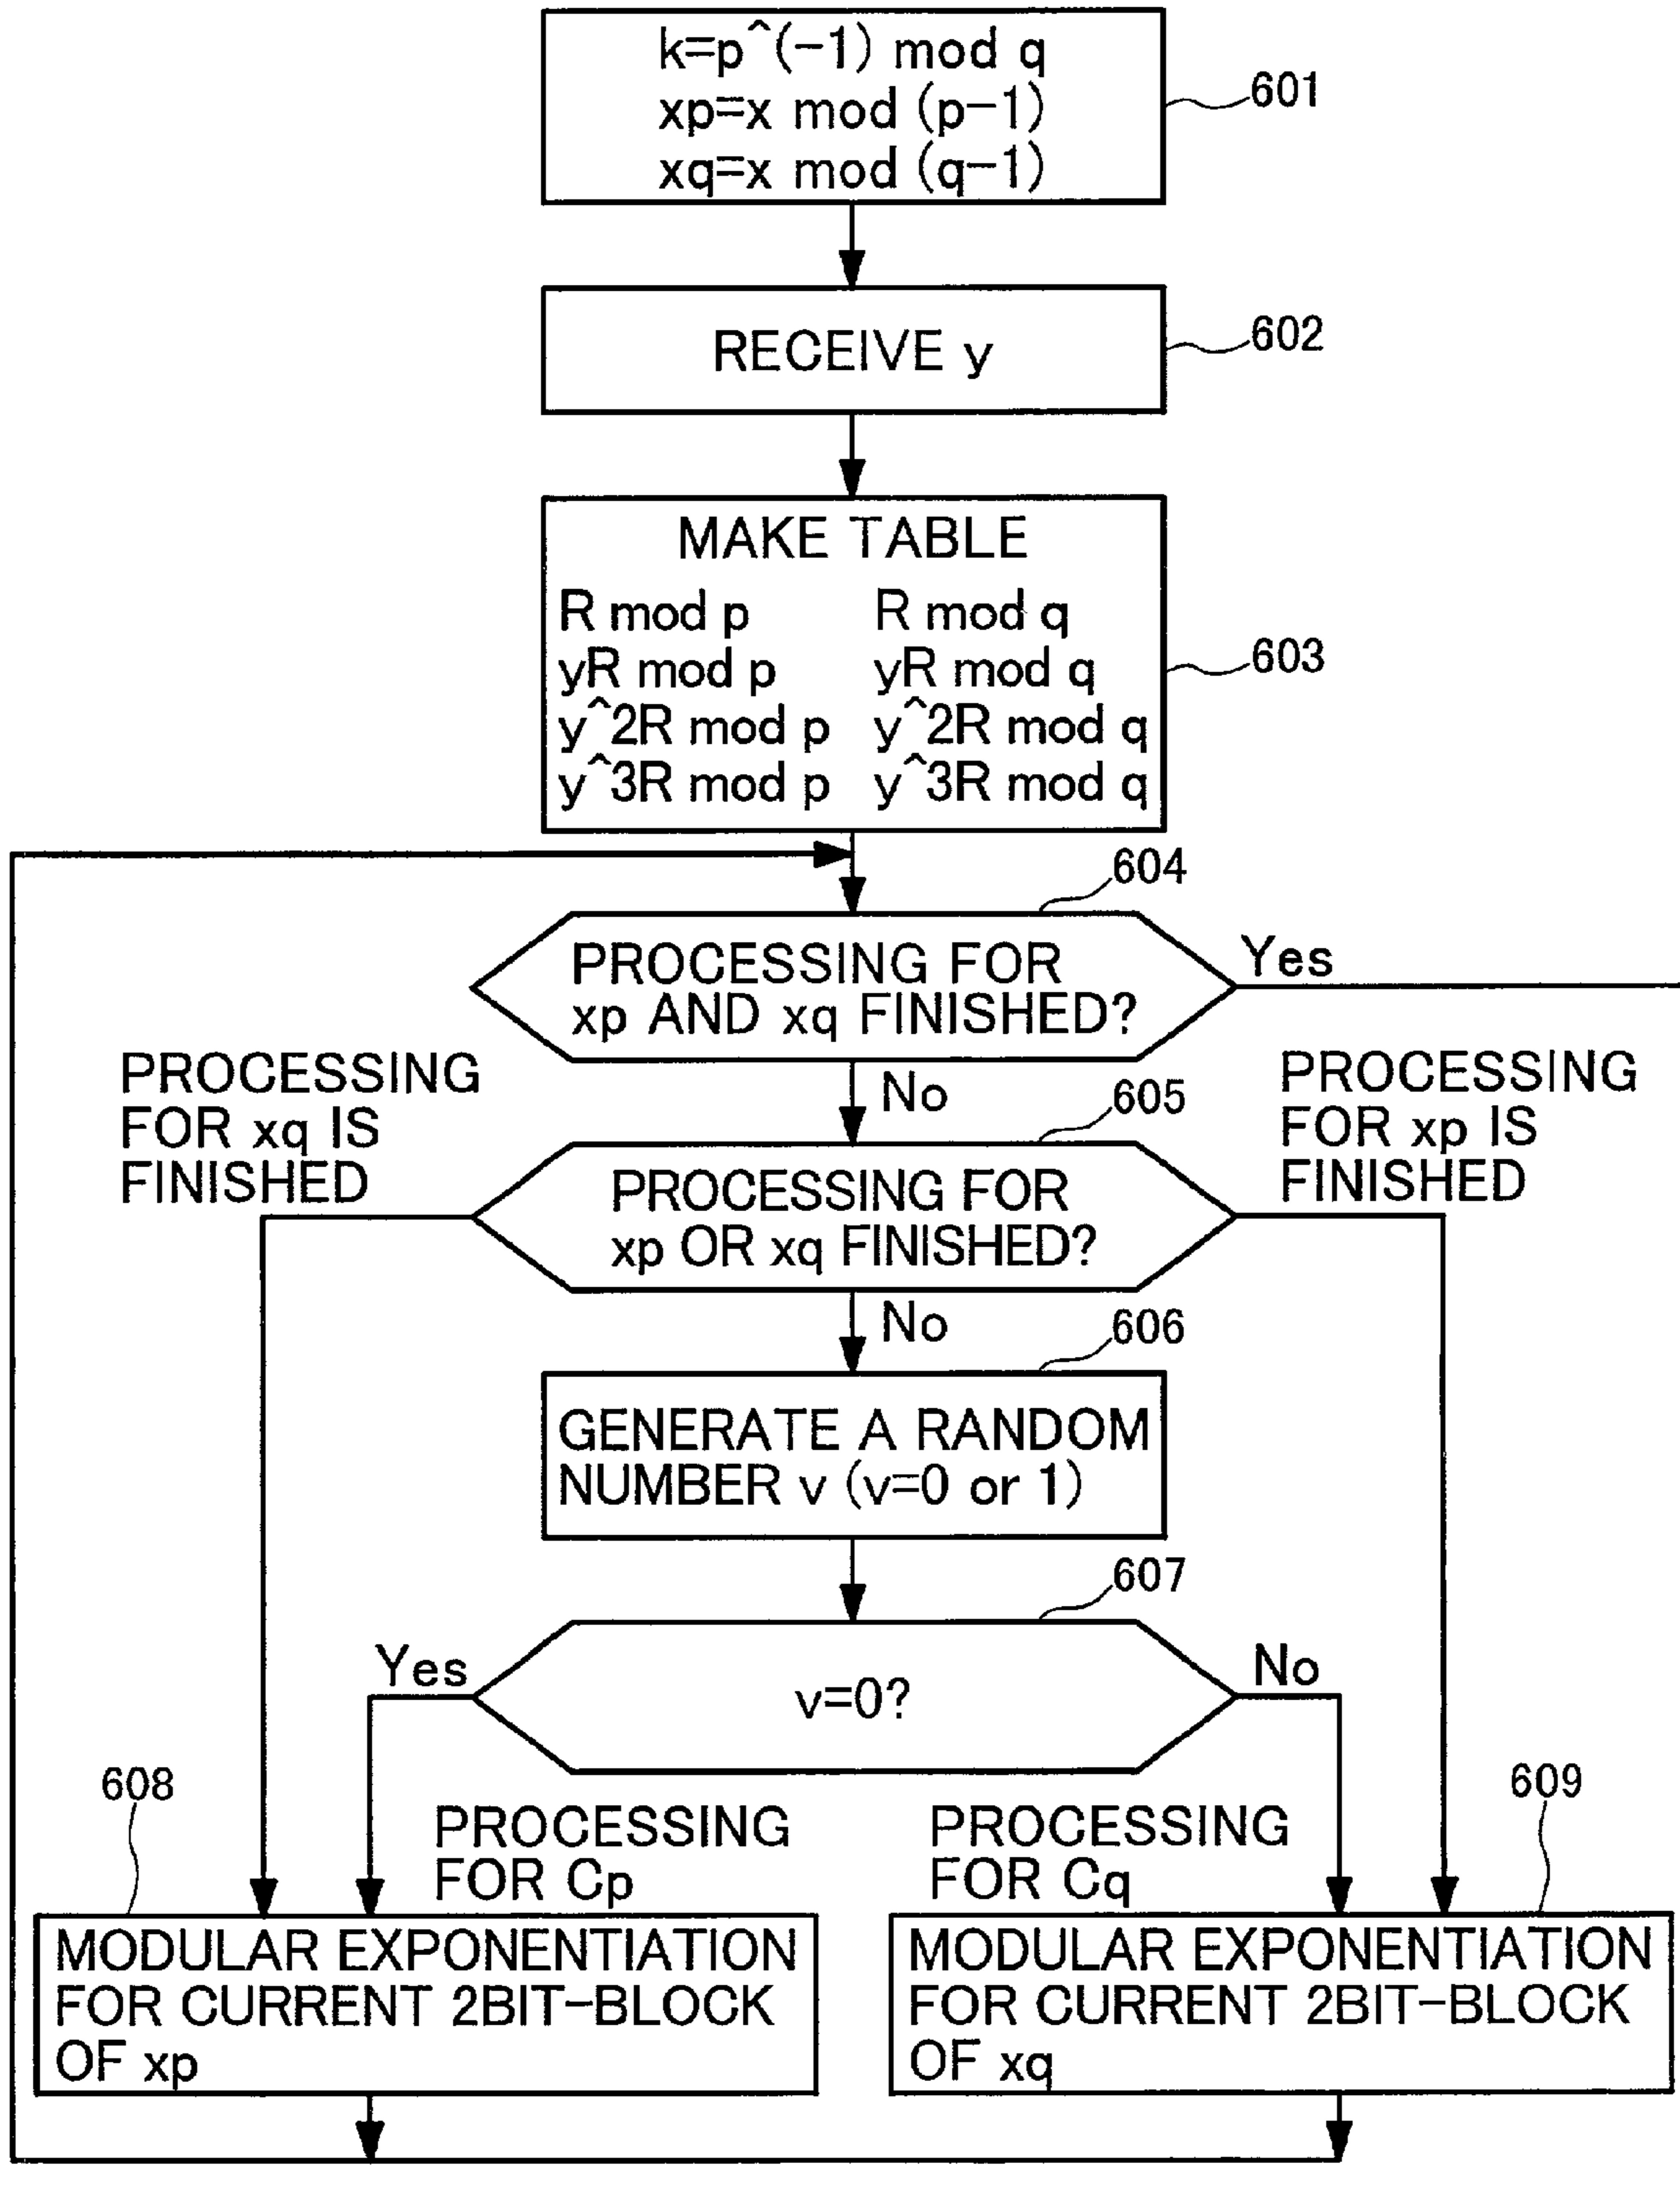 k=p^(-1) mod q
xp=x mod (p-1)
xq=x mod (q-1)
601
RECEIVE y
602
MAKE TABLE
R mod p R mod q
yR mod p yR mod q
y^2R mod p y^2R mod q
y^3R mod p y^3R mod q
603
604
PROCESSING FOR
xp AND xq FINISHED?
Yes
No
PROCESSING
FOR xq IS
FINISHED
605
PROCESSING FOR
xp OR xq FINISHED?
PROCESSING
FOR xp IS
FINISHED
No
606
GENERATE A RANDOM
NUMBER v (v=0 or 1)
607
Yes
v=0?
No
608
PROCESSING
FOR Cp
PROCESSING
FOR Cq
609
MODULAR EXPONENTIATION
FOR CURRENT 2BIT-BLOCK
OF xp
MODULAR EXPONENTIATION
FOR CURRENT 2BIT-BLOCK
OF xq